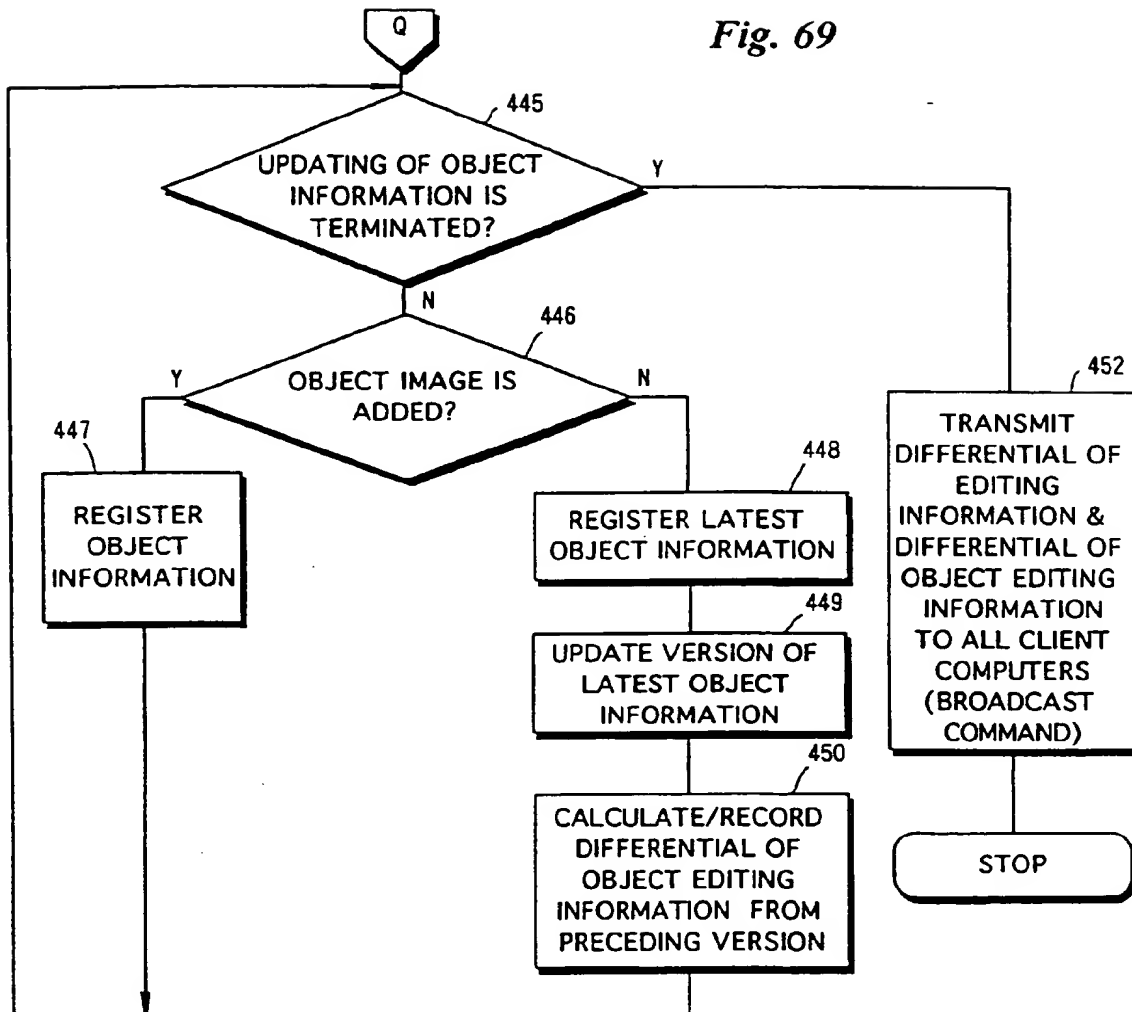 Q
Fig. 69
445
UPDATING OF OBJECT
INFORMATION IS
TERMINATED?
Y
N
446
OBJECT IMAGE IS
ADDED?
Y
N
447
REGISTER
OBJECT
INFORMATION
448
REGISTER LATEST
OBJECT INFORMATION
449
UPDATE VERSION OF
LATEST OBJECT
INFORMATION
450
CALCULATE/RECORD
DIFFERENTIAL OF
OBJECT EDITING
INFORMATION FROM
PRECEDING VERSION
452
TRANSMIT
DIFFERENTIAL OF
EDITING
INFORMATION &
DIFFERENTIAL OF
OBJECT EDITING
INFORMATION
TO ALL CLIENT
COMPUTERS
(BROADCAST
COMMAND)
STOP